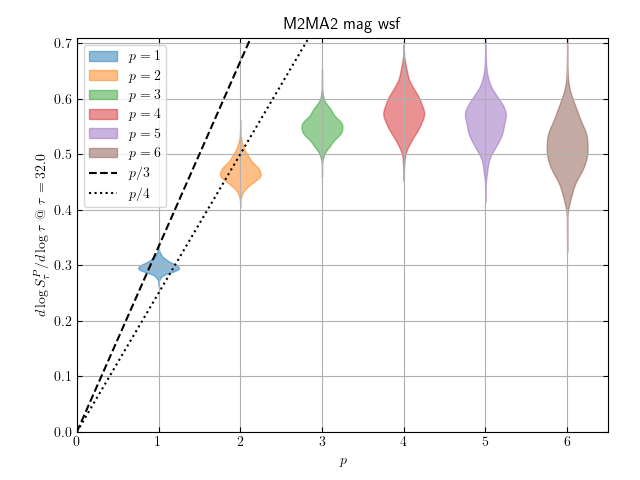 M2MA2 mag wsf
p = 1
p = 2
p = 3
p = 4
p = 5
p = 6
p/3
p/4
d log S_τ^P / d log τ @ τ = 32.0
0.7
0.6
0.5
0.4
0.3
0.2
0.1
0.0
0 1 2 3 4 5 6
p